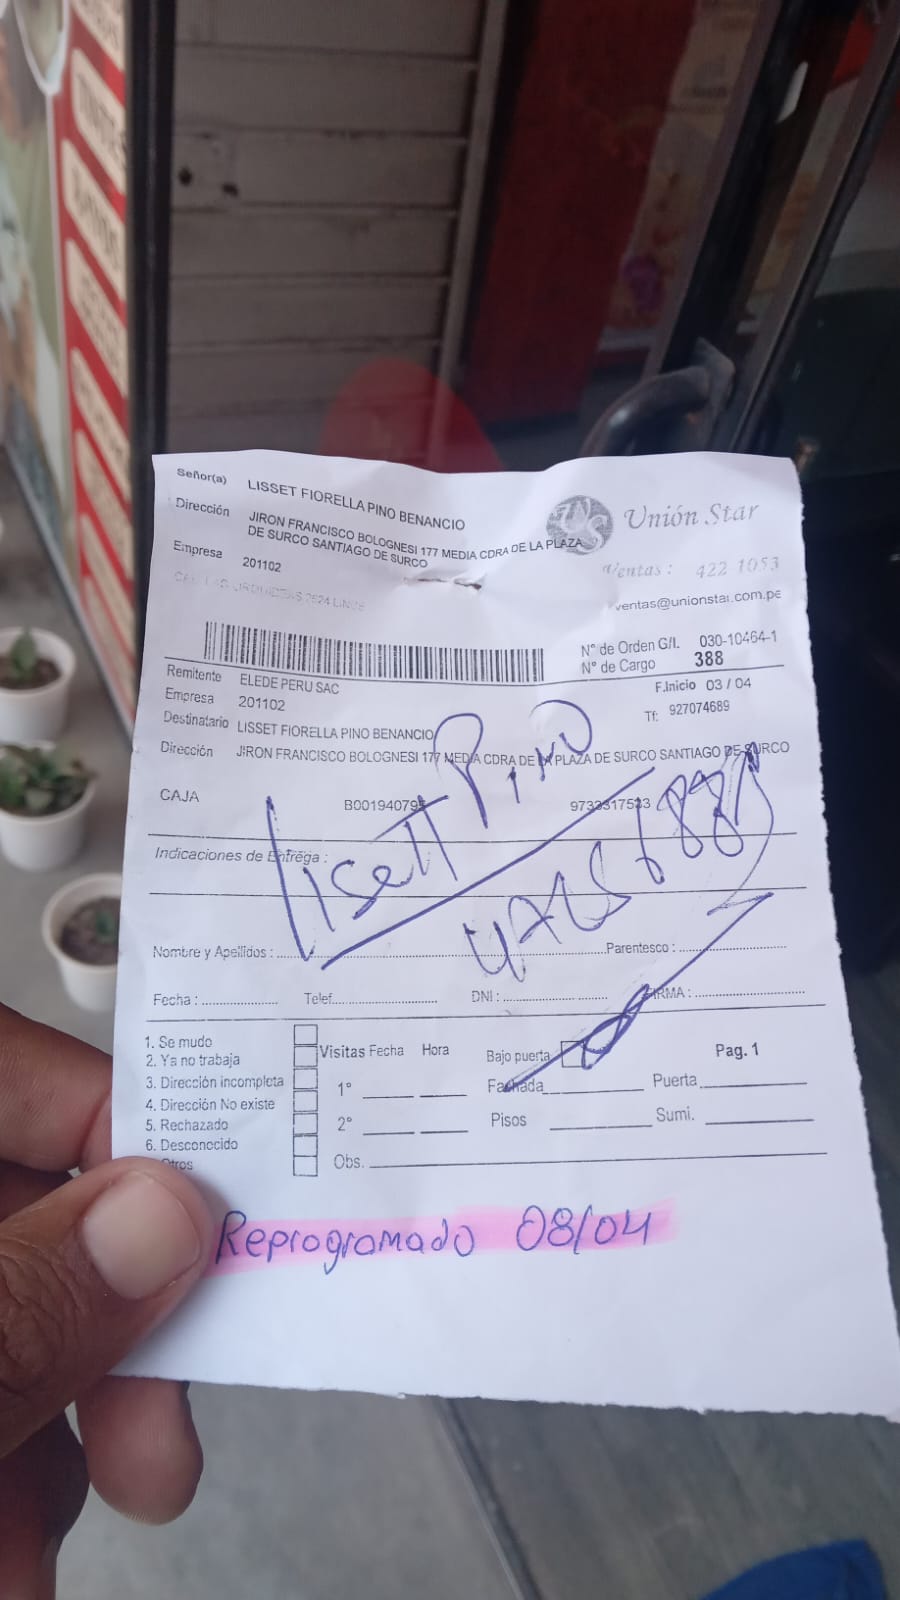 Señor(a) LISSET FIORELLA PINO BENANCIO
Dirección JIRON FRANCISCO BOLOGNESI 177 MEDIA CDRA DE LA PLAZA
DE SURCO SANTIAGO DE SURCO
Empresa 201102
Unión Star
Ventas : 422 1053
ventas@unionstar.com.pe
N° de Orden G/I. 030-10464-1
N° de Cargo 388
Remitente ELEDE PERU SAC
F.Inicio 03 / 04
Empresa 201102
Tf: 927074689
Destinatario LISSET FIORELLA PINO BENANCIO
Dirección JIRON FRANCISCO BOLOGNESI 177 MEDIA CDRA DE LA PLAZA DE SURCO SANTIAGO DE SURCO
CAJA B001940795 9733317523
Indicaciones de Entrega :
Lisett Pino
Nombre y Apellidos : Parentesco :
Fecha : Telef. DNI : FIRMA :
1. Se mudo
2. Ya no trabaja
3. Dirección incompleta
4. Dirección No existe
5. Rechazado
6. Desconocido
Otros
Visitas Fecha Hora
1°
2°
Obs.
Bajo puerta Pag. 1
Fachada Puerta
Pisos Sumi.
Reprogramado 08/04